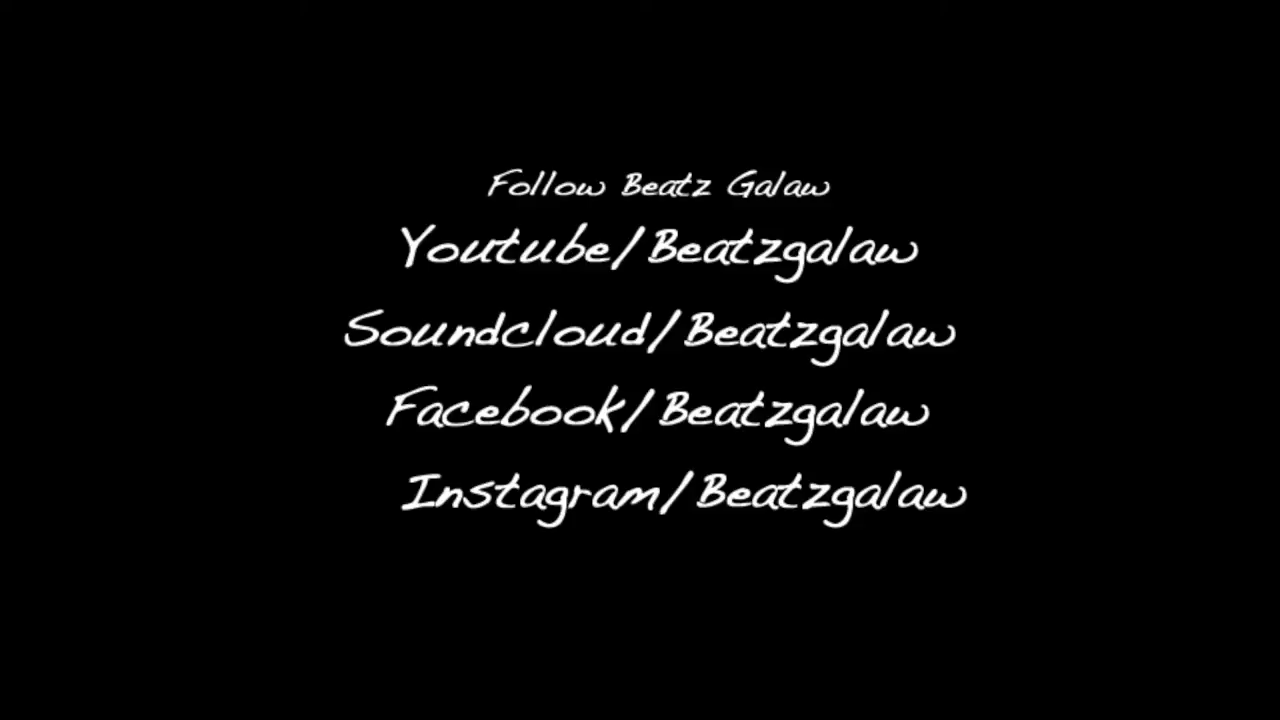 Follow Beatz Galaw
Youtube/Beatzgalaw
Soundcloud/Beatzgalaw
Facebook/Beatzgalaw
Instagram/Beatzgalaw